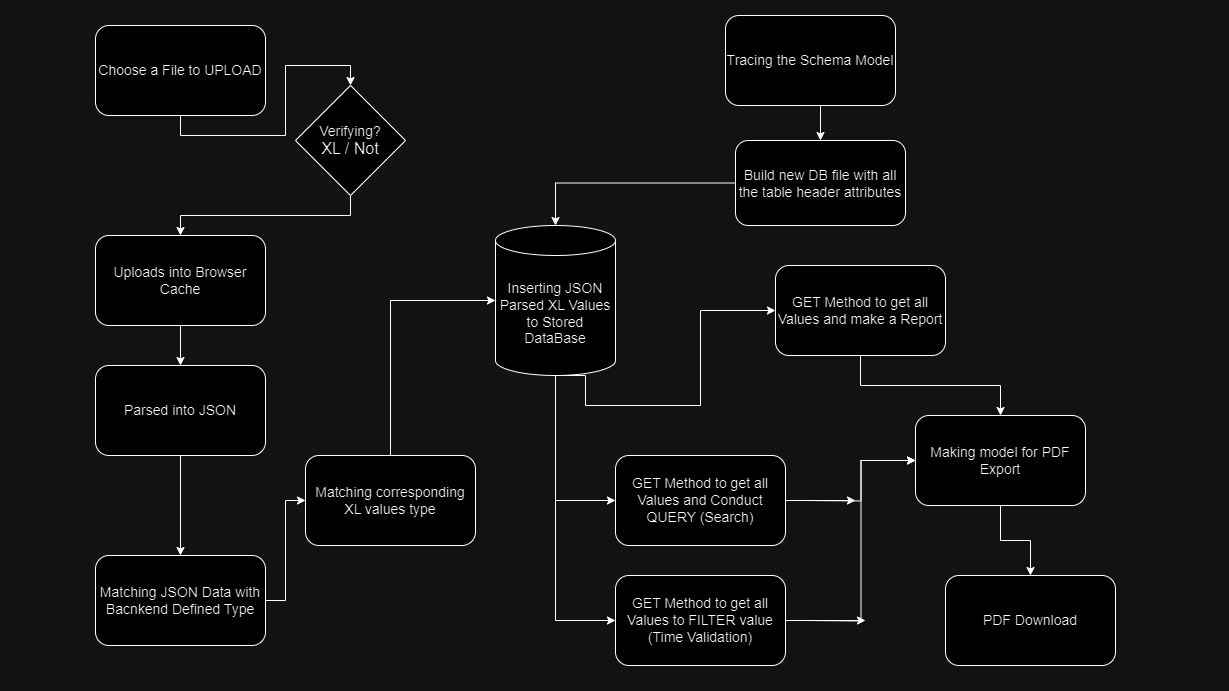 Choose a File to UPLOAD
Verifying?
XL / Not
Uploads into Browser
Cache
Parsed into JSON
Matching JSON Data with
Bacnkend Defined Type
Matching corresponding
XL values type
Tracing the Schema Model
Build new DB file with all
the table header attributes
Inserting JSON
Parsed XL Values
to Stored
DataBase
GET Method to get all
Values and make a Report
GET Method to get all
Values and Conduct
QUERY (Search)
GET Method to get all
Values to FILTER value
(Time Validation)
Making model for PDF
Export
PDF Download